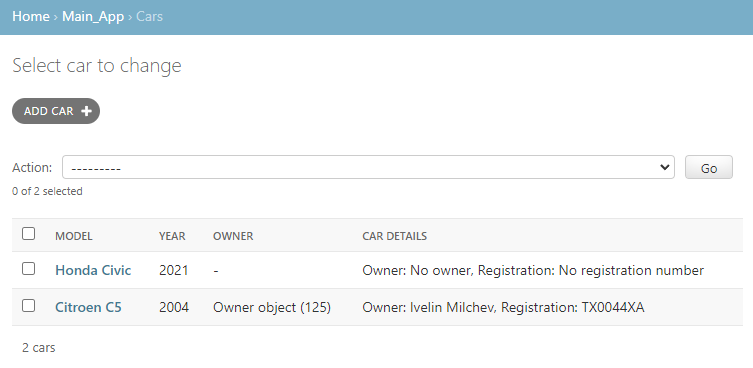 Home › Main_App › Cars
Select car to change
ADD CAR +
Action: --------- Go
0 of 2 selected
MODEL YEAR OWNER CAR DETAILS
Honda Civic 2021 - Owner: No owner, Registration: No registration number
Citroen C5 2004 Owner object (125) Owner: Ivelin Milchev, Registration: TX0044XA
2 cars